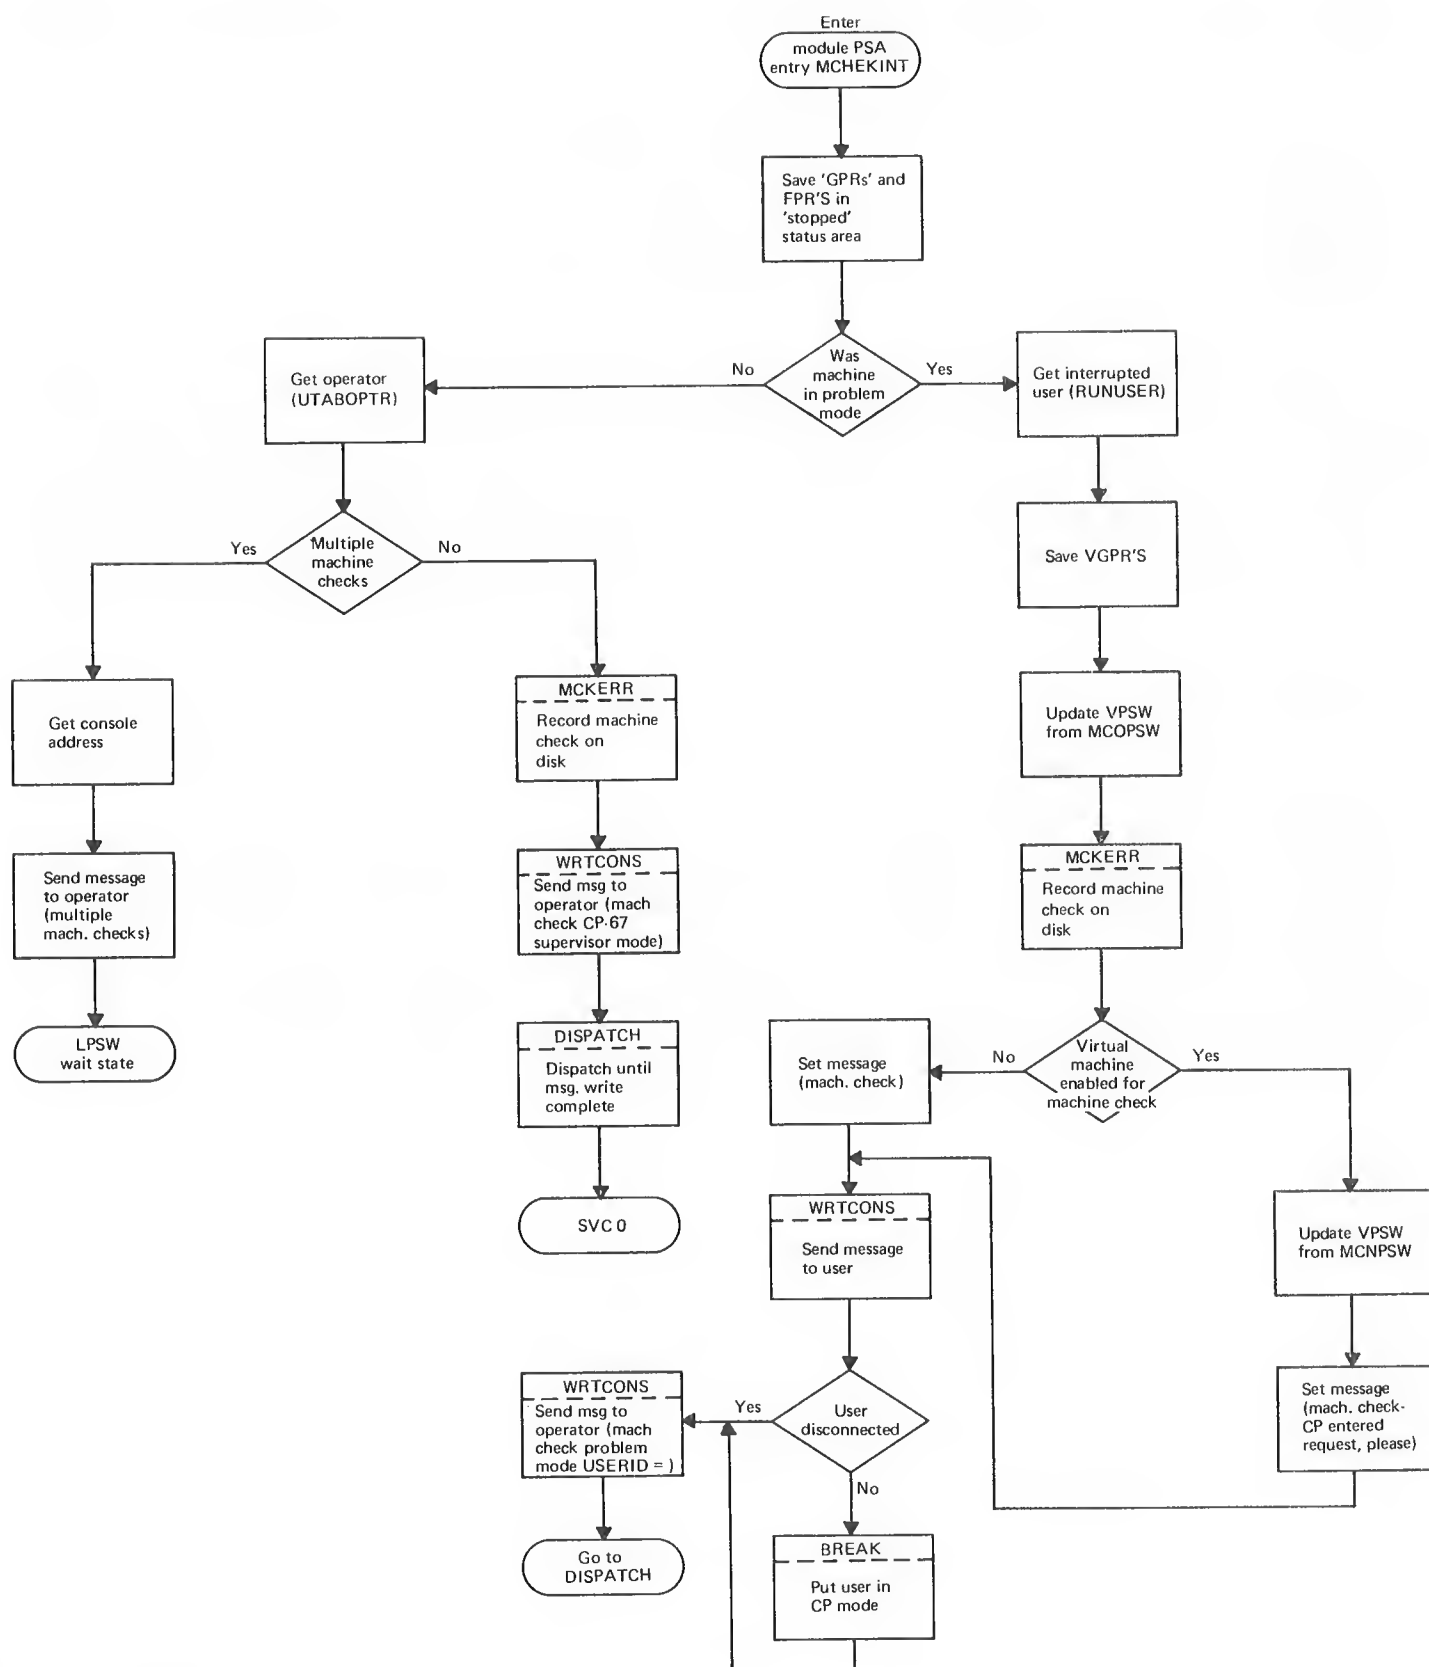 Enter
module PSA
entry MCHEKINT
Save 'GPRs' and
FPR'S in
'stopped'
status area
Was
machine
in problem
mode
No
Yes
Get operator
(UTABOPTR)
Get interrupted
user (RUNUSER)
Multiple
machine
checks
Yes
No
Save VGPR'S
Get console
address
MCKERR
Record machine
check on
disk
Update VPSW
from MCOPSW
Send message
to operator
(multiple
mach. checks)
WRTCONS
Send msg to
operator (mach
check CP-67
supervisor mode)
MCKERR
Record machine
check on
disk
LPSW
wait state
DISPATCH
Dispatch until
msg. write
complete
Set message
(mach. check)
No
Virtual
machine
enabled for
machine check
Yes
SVC 0
WRTCONS
Send message
to user
Update VPSW
from MCNPSW
WRTCONS
Send msg to
operator (mach
check problem
mode USERID = )
Yes
User
disconnected
No
Set message
(mach. check-
CP entered
request, please)
Go to
DISPATCH
BREAK
Put user in
CP mode